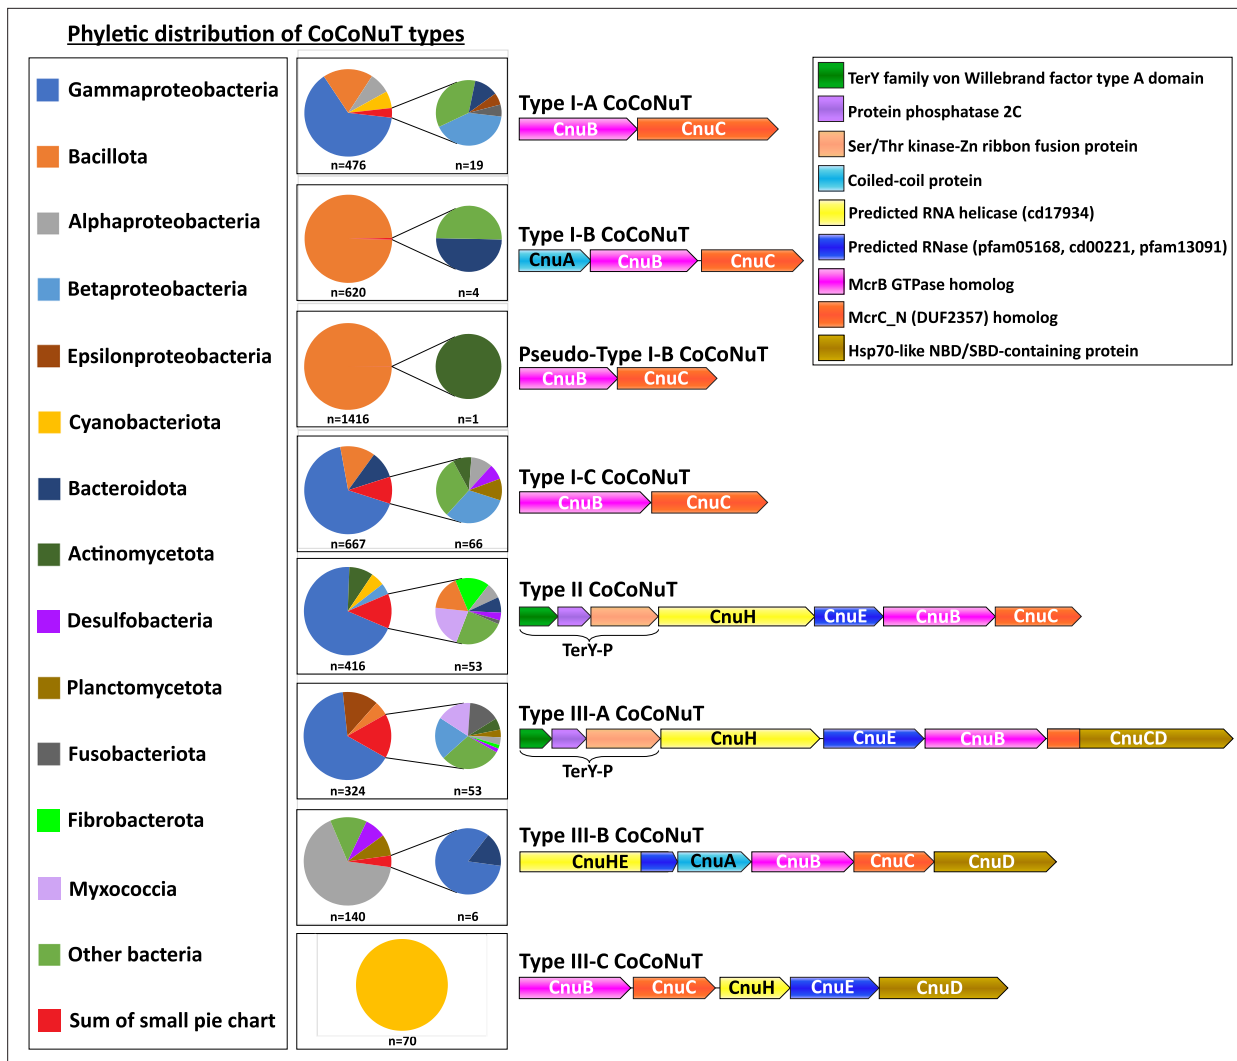 Phyletic distribution of CoCoNuT types
Gammaproteobacteria
Bacillota
Alphaproteobacteria
Betaproteobacteria
Epsilonproteobacteria
Cyanobacteriota
Bacteroidota
Actinomycetota
Desulfobacteria
Planctomycetota
Fusobacteriota
Fibrobacterota
Myxococcia
Other bacteria
Sum of small pie chart
n=476
n=19
Type I-A CoCoNuT
CnuB
CnuC
n=620
n=4
Type I-B CoCoNuT
CnuA
CnuB
CnuC
n=1416
n=1
Pseudo-Type I-B CoCoNuT
CnuB
CnuC
n=667
n=66
Type I-C CoCoNuT
CnuB
CnuC
n=416
n=53
Type II CoCoNuT
CnuH
CnuE
CnuB
CnuC
TerY-P
n=324
n=53
Type III-A CoCoNuT
CnuH
CnuE
CnuB
CnuCD
TerY-P
n=140
n=6
Type III-B CoCoNuT
CnuHE
CnuA
CnuB
CnuC
CnuD
n=70
Type III-C CoCoNuT
CnuB
CnuC
CnuH
CnuE
CnuD
TerY family von Willebrand factor type A domain
Protein phosphatase 2C
Ser/Thr kinase-Zn ribbon fusion protein
Coiled-coil protein
Predicted RNA helicase (cd17934)
Predicted RNase (pfam05168, cd00221, pfam13091)
McrB GTPase homolog
McrC_N (DUF2357) homolog
Hsp70-like NBD/SBD-containing protein